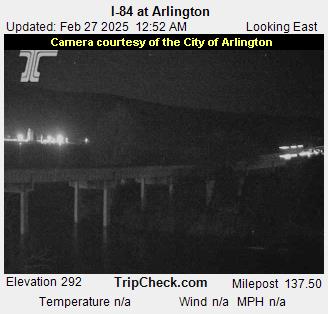 I-84 at Arlington
Updated: Feb 27 2025 12:52 AM Looking East
Camera courtesy of the City of Arlington
Elevation 292 TripCheck.com Milepost 137.50
Temperature n/a Wind n/a MPH n/a